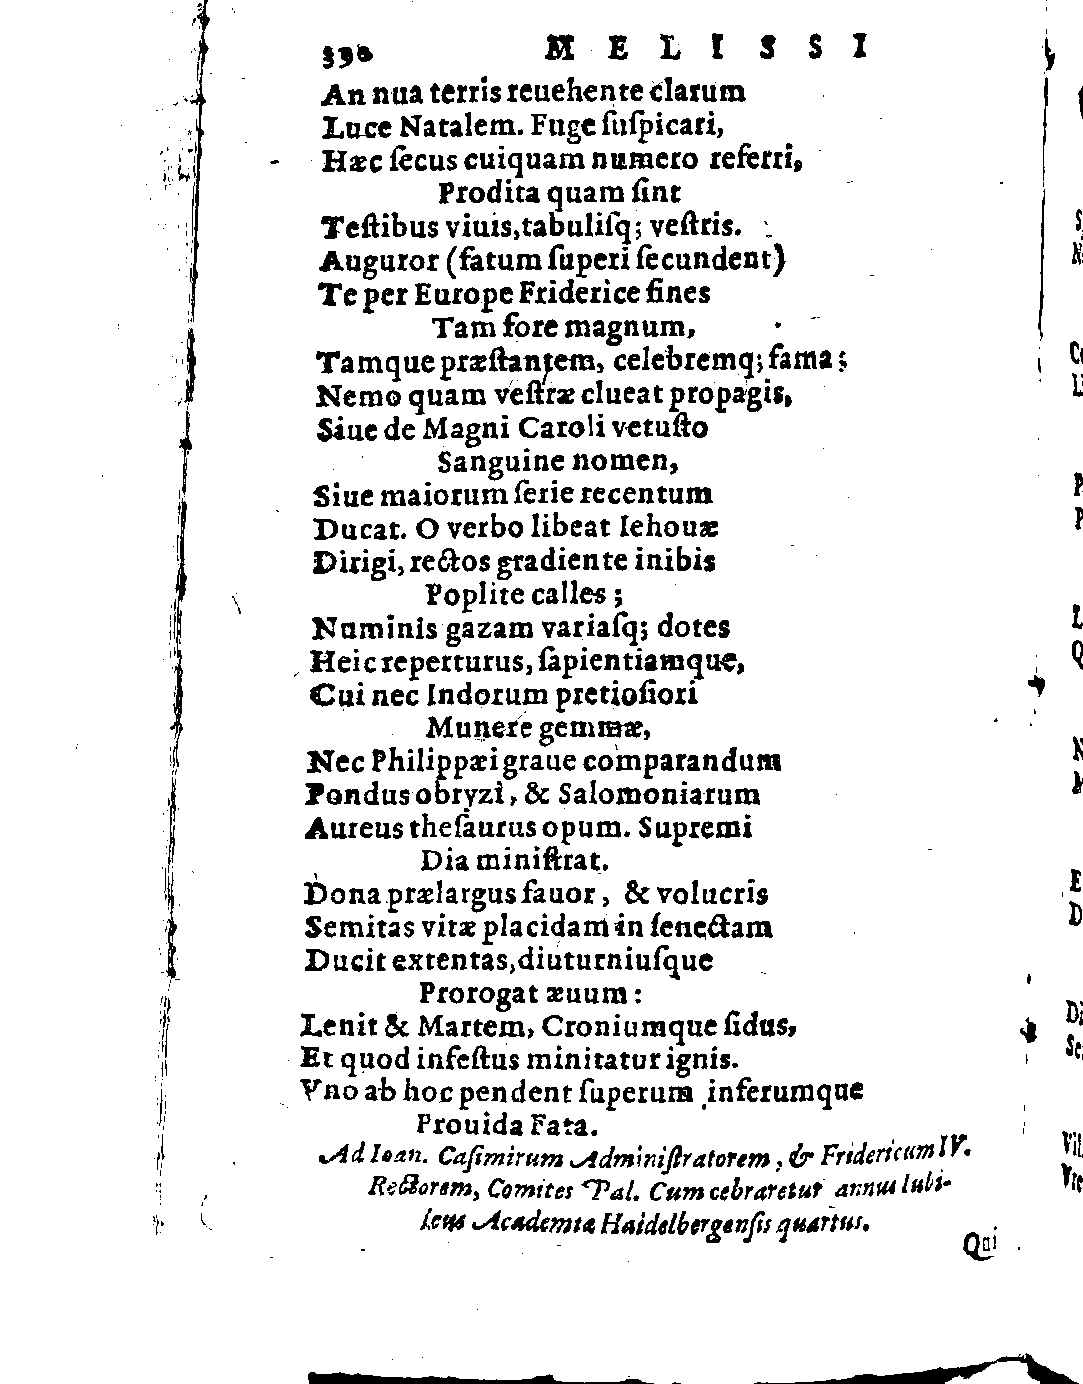 390 MELISSI
An nua terris reuehente clarum
Luce Natalem. Fuge ſuſpicari,
Hæc ſecus cuiquam numero referri,
Prodita quam ſint
Teſtibus viuis,tabuliſq; veſtris.
Auguror (fatum ſuperi ſecundent)
Te per Europe Friderice fines
Tam fore magnum,
Tamque præſtantem, celebremq; fama;
Nemo quam veſtræ clueat propagis,
Siue de Magni Caroli vetuſto
Sanguine nomen,
Siue maiorum ſerie recentum
Ducat. O verbo libeat Iehouæ
Dirigi, rectos gradiente inibis
Poplite calles;
Numinis gazam variaſq; dotes
Heic reperturus, ſapientiamque,
Cui nec Indorum pretioſiori
Munere gemmæ,
Nec Philippæi graue comparandum
Pondus obryzi, & Salomoniarum
Aureus theſaurus opum. Supremi
Dia miniſtrat.
Dona prælargus fauor, & volucris
Semitas vitæ placidam in ſenectam
Ducit extentas,diuturniuſque
Prorogat æuum:
Lenit & Martem, Croniumque ſidus,
Et quod infeſtus minitatur ignis.
Vno ab hoc pendent ſuperum inferumque
Prouida Fata.
Ad Ioan. Caſimirum Adminiſtratorem, & Fridericum IV.
Rectorem, Comites Pal. Cum cebraretur annus Iubi-
leus Academiæ Haidelbergenſis quartus.
Qui